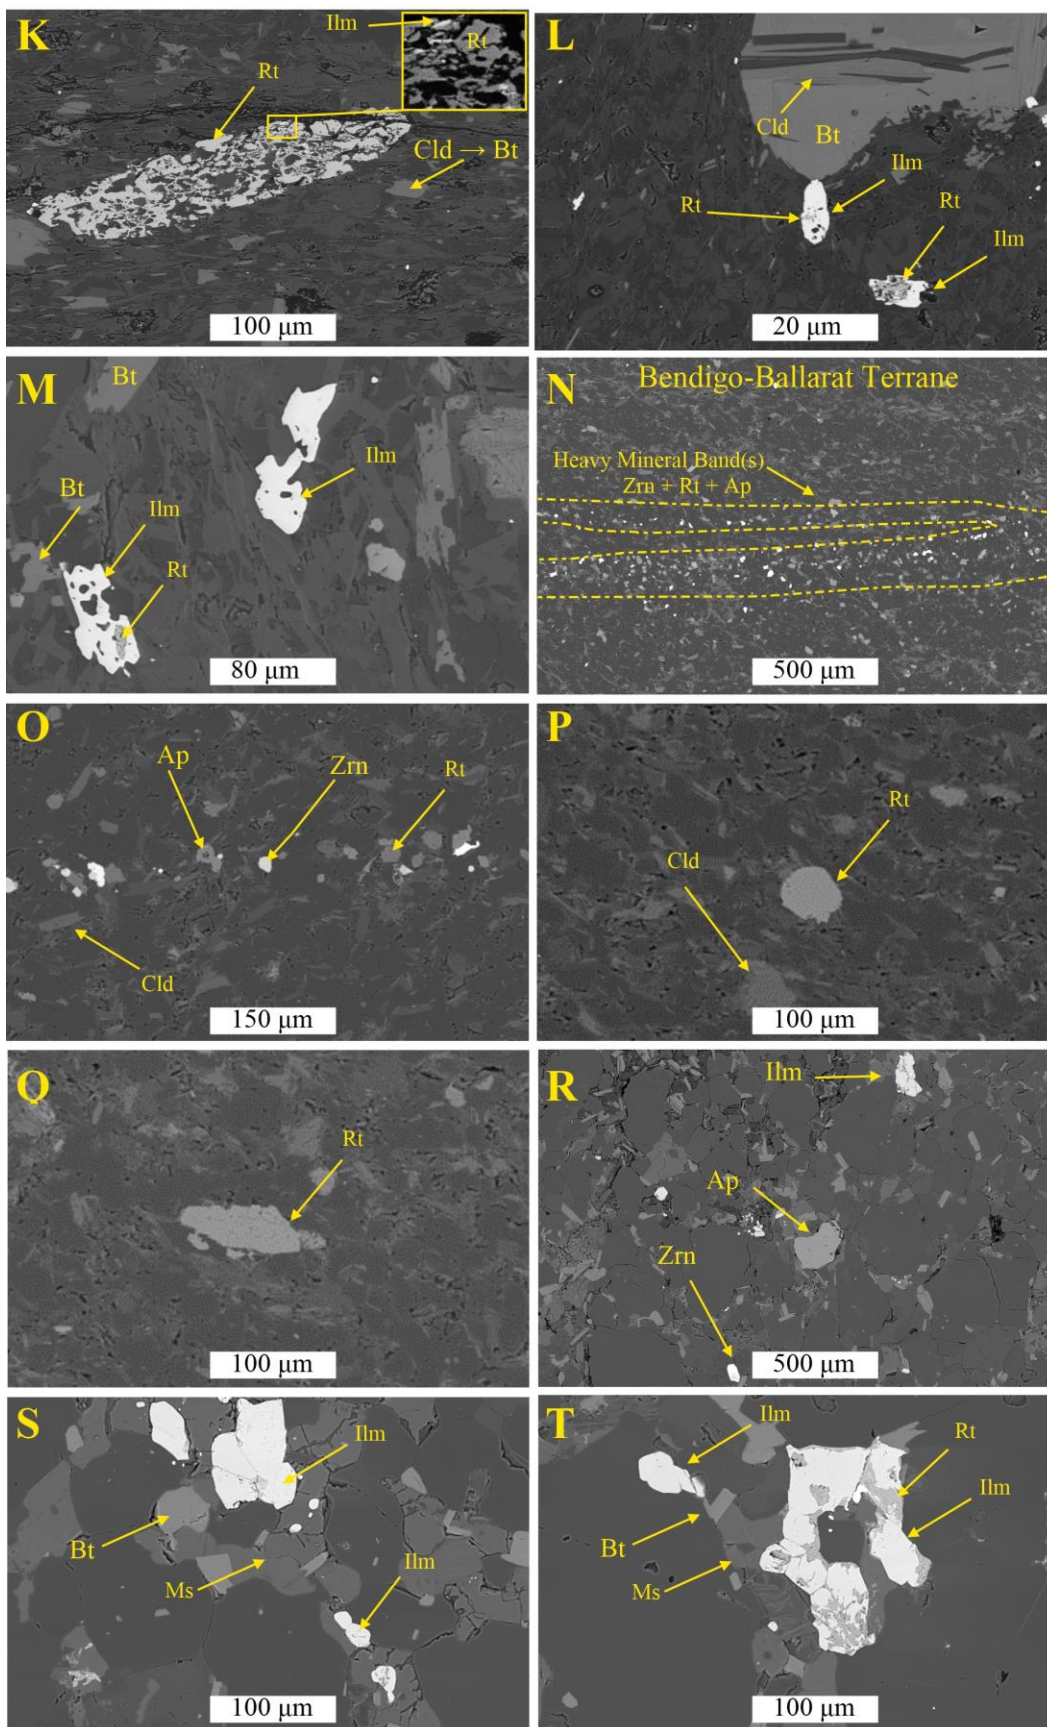 K
Ilm
Rt
Rt
Cld → Bt
100 μm
L
Cld
Bt
Ilm
Rt
Rt
Ilm
20 μm
M
Bt
Ilm
Bt
Ilm
Rt
80 μm
N
Bendigo-Ballarat Terrane
Heavy Mineral Band(s)
Zrn + Rt + Ap
500 μm
O
Ap
Zrn
Rt
Cld
150 μm
P
Rt
Cld
100 μm
Q
Rt
100 μm
R
Ilm
Ap
Zrn
500 μm
S
Ilm
Bt
Ms
Ilm
100 μm
T
Ilm
Rt
Ilm
Bt
Ms
100 μm